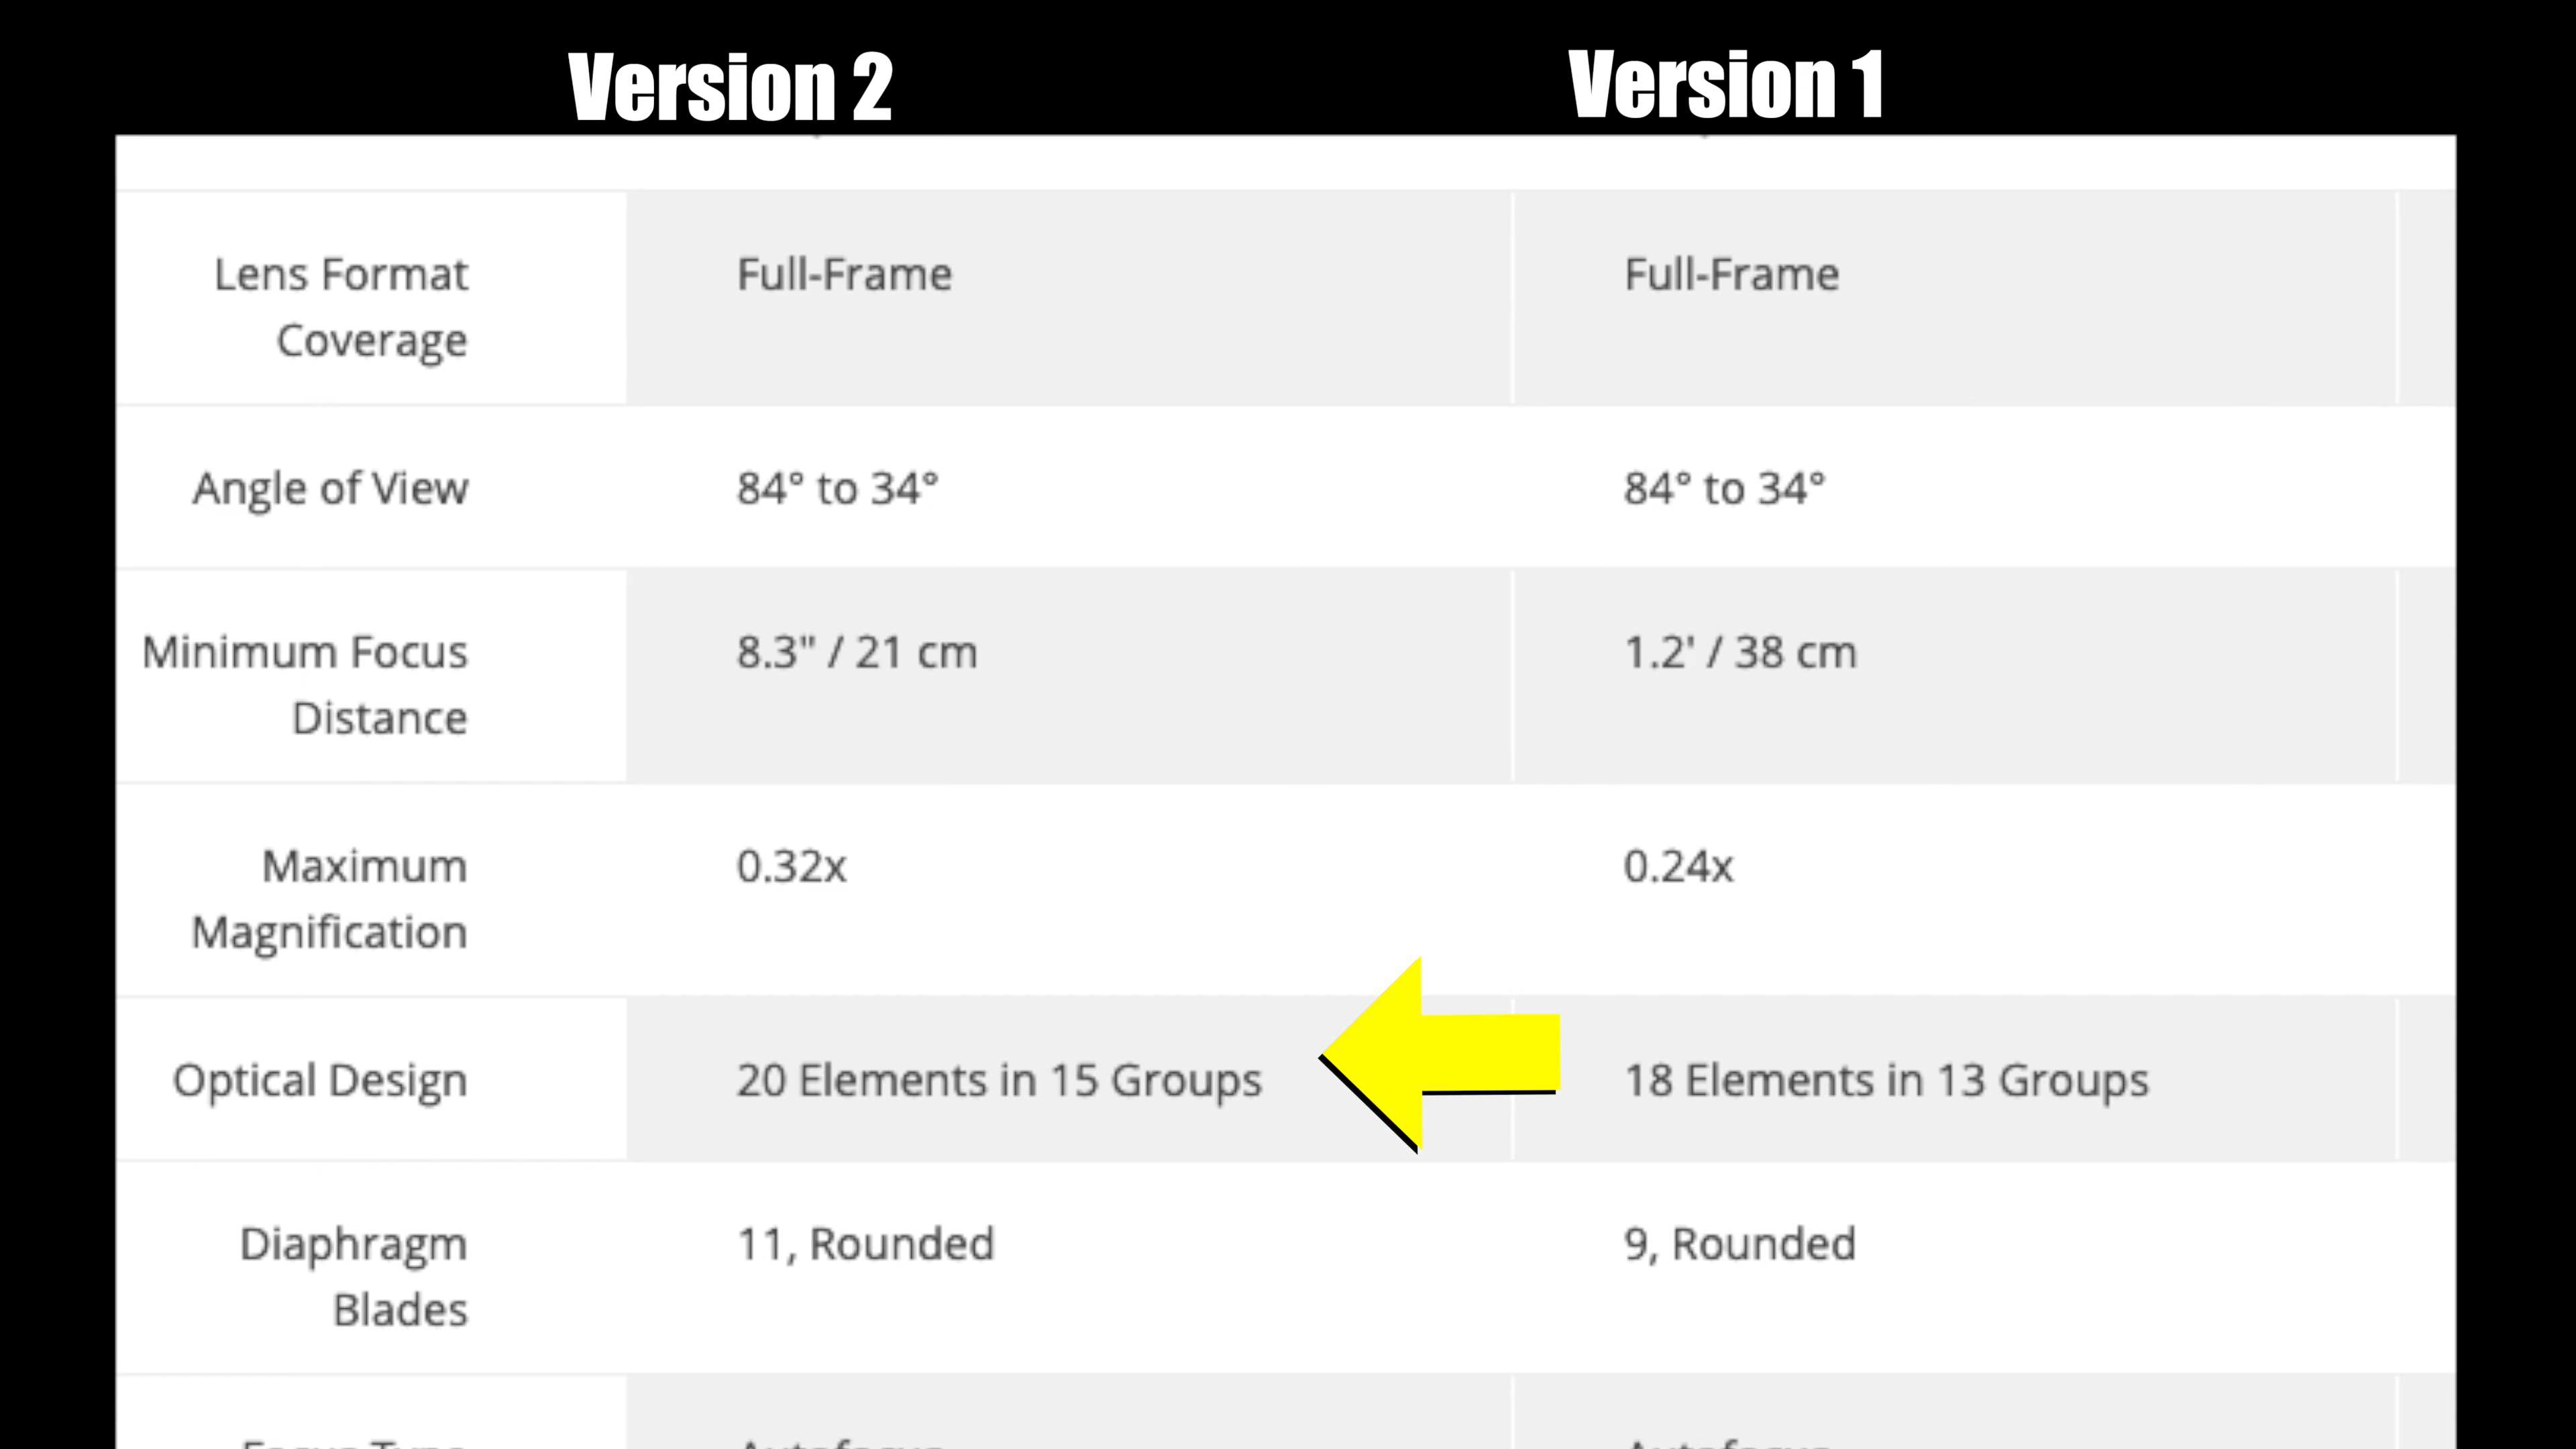 Version 2 Version 1
Lens Format Full-Frame Full-Frame
Coverage
Angle of View 84° to 34° 84° to 34°
Minimum Focus 8.3" / 21 cm 1.2' / 38 cm
Distance
Maximum 0.32x 0.24x
Magnification
Optical Design 20 Elements in 15 Groups 18 Elements in 13 Groups
Diaphragm 11, Rounded 9, Rounded
Blades